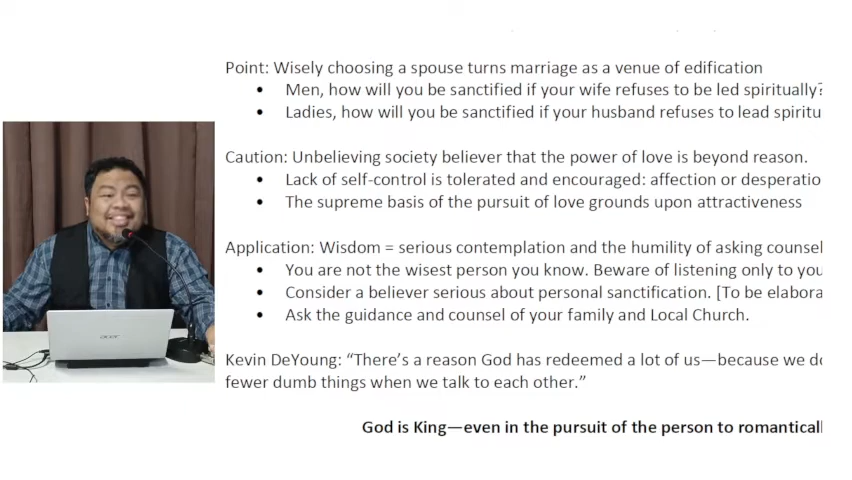 Point: Wisely choosing a spouse turns marriage as a venue of edification
• Men, how will you be sanctified if your wife refuses to be led spiritually?
• Ladies, how will you be sanctified if your husband refuses to lead spiritu
Caution: Unbelieving society believer that the power of love is beyond reason.
• Lack of self-control is tolerated and encouraged: affection or desperatio
• The supreme basis of the pursuit of love grounds upon attractiveness
Application: Wisdom = serious contemplation and the humility of asking counsel
• You are not the wisest person you know. Beware of listening only to you
• Consider a believer serious about personal sanctification. [To be elabora
• Ask the guidance and counsel of your family and Local Church.
Kevin DeYoung: “There’s a reason God has redeemed a lot of us—because we do
fewer dumb things when we talk to each other.”
God is King—even in the pursuit of the person to romanticall
acer